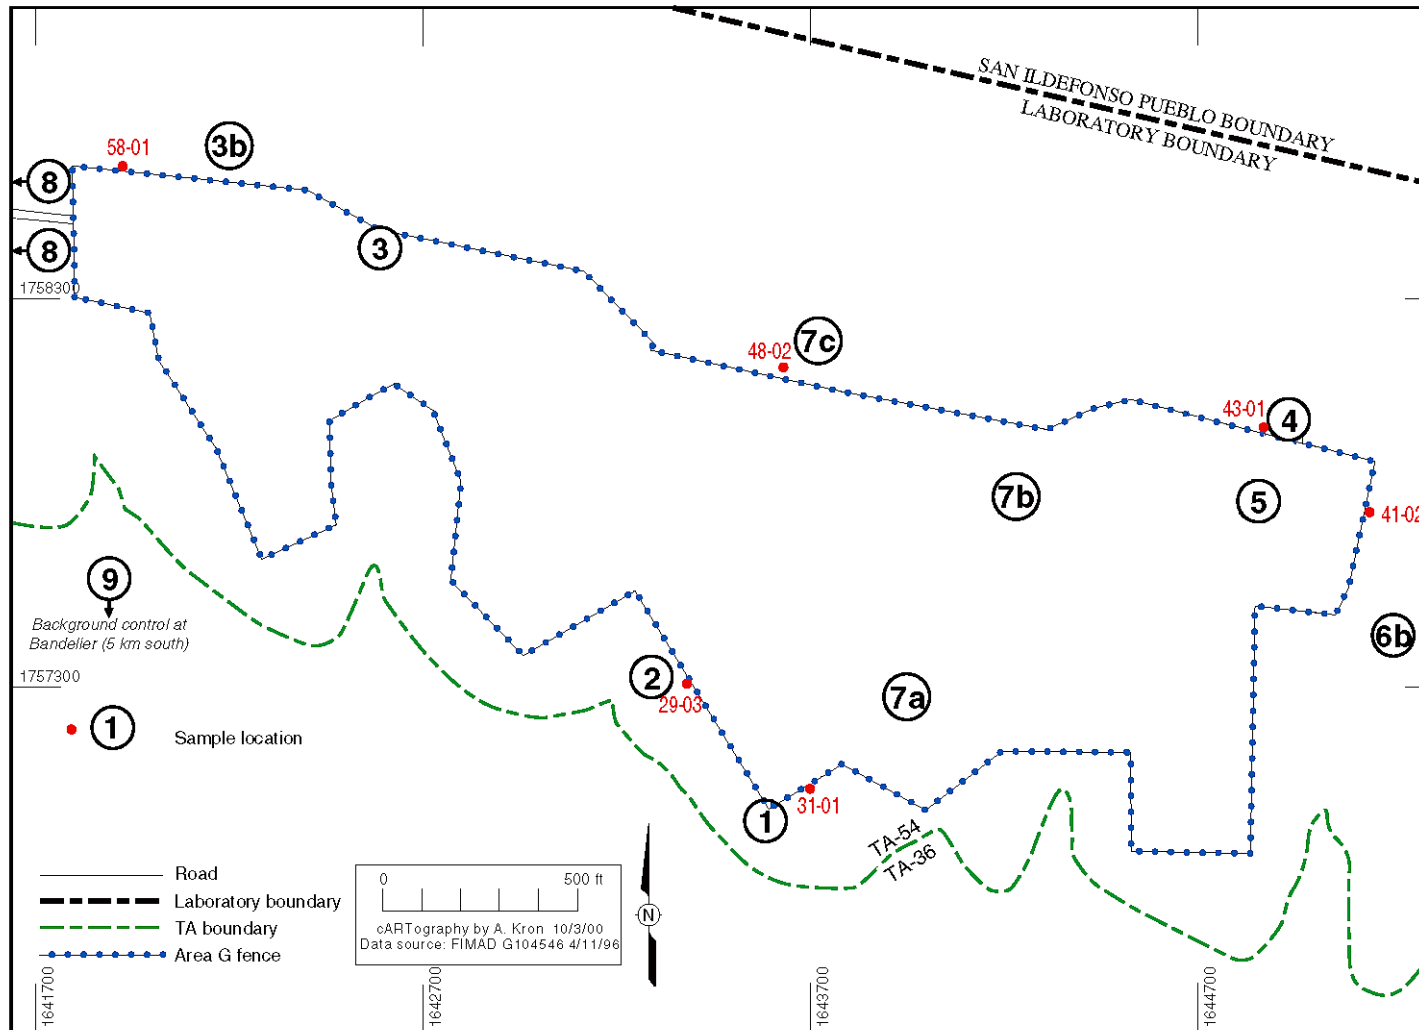 SAN ILDEFONSO PUEBLO BOUNDARY
LABORATORY BOUNDARY
58-01
3b
8
3
8
1758300
7c
48-02
43-01
4
7b
5
41-02
9
Background control at
Bandelier (5 km south)
6b
2
1757300
29-03
7a
1
Sample location
31-01
1
TA-54
TA-36
Road
Laboratory boundary
TA boundary
Area G fence
0 500 ft
cARTography by A. Kron 10/3/00
Data source: FIMAD G104546 4/11/96
N
1641700
1642700
1643700
1644700